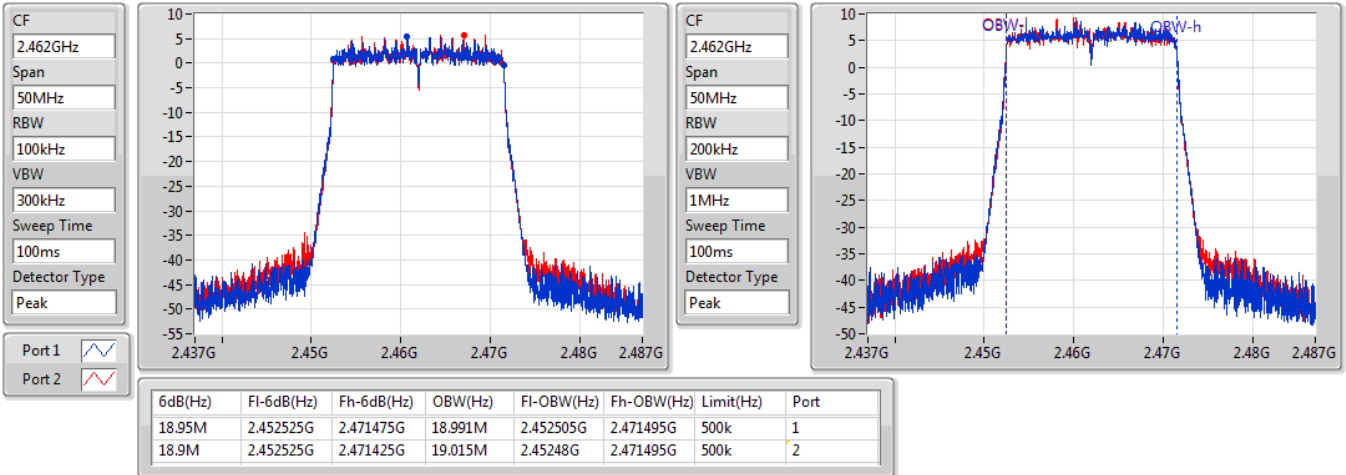 CF
2.462GHz
Span
50MHz
RBW
100kHz
VBW
300kHz
Sweep Time
100ms
Detector Type
Peak
Port 1
Port 2
10
5
0
-5
-10
-15
-20
-25
-30
-35
-40
-45
-50
-55
2.437G 2.45G 2.46G 2.47G 2.48G 2.487G
CF
2.462GHz
Span
50MHz
RBW
200kHz
VBW
1MHz
Sweep Time
100ms
Detector Type
Peak
10
5
0
-5
-10
-15
-20
-25
-30
-35
-40
-45
-50
OBW-l OBW-h
2.437G 2.45G 2.46G 2.47G 2.48G 2.487G
6dB(Hz) Fl-6dB(Hz) Fh-6dB(Hz) OBW(Hz) Fl-OBW(Hz) Fh-OBW(Hz) Limit(Hz) Port
18.95M 2.452525G 2.471475G 18.991M 2.452505G 2.471495G 500k 1
18.9M 2.452525G 2.471425G 19.015M 2.45248G 2.471495G 500k 2